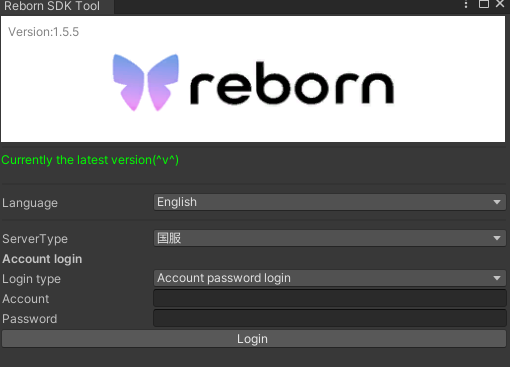 Reborn SDK Tool
Version:1.5.5
reborn
Currently the latest version(^v^)
Language English
ServerType 国服
Account login
Login type Account password login
Account
Password
Login